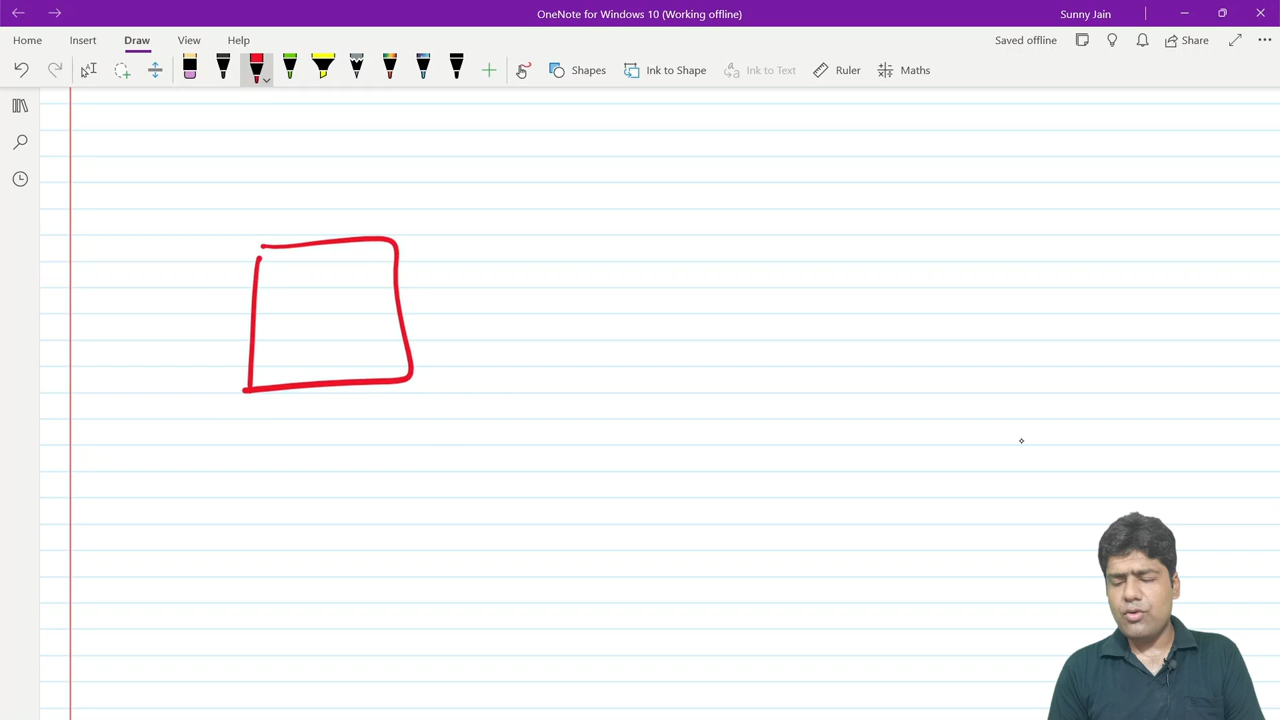 OneNote for Windows 10 (Working offline)
Sunny Jain
Home Insert Draw View Help
Saved offline
Share
Shapes
Ink to Shape
Ink to Text
Ruler
Maths